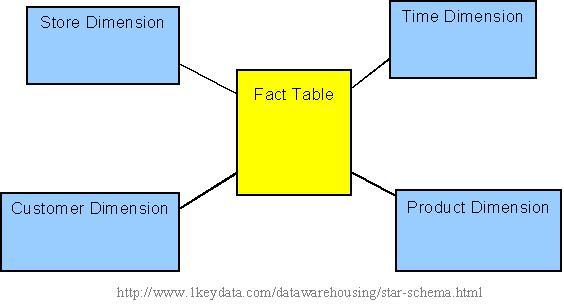 Store Dimension
Time Dimension
Fact Table
Customer Dimension
Product Dimension
http://www.1keydata.com/datawarehousing/star-schema.html